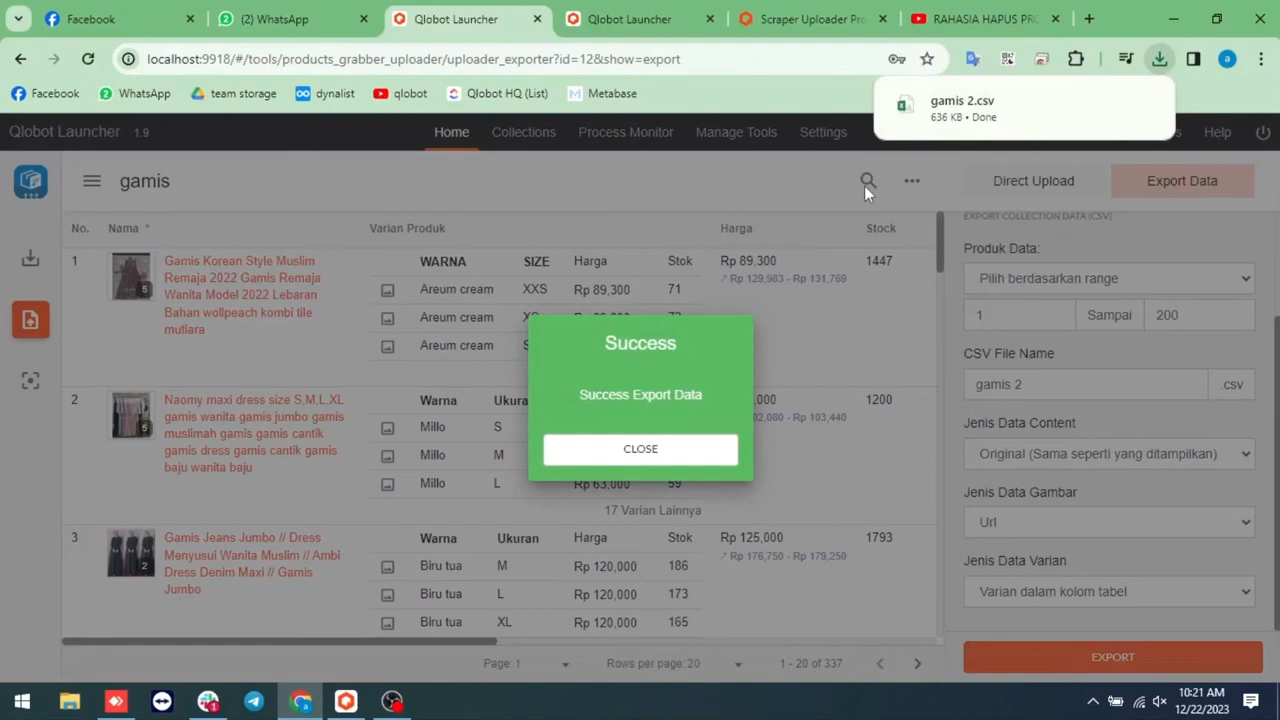 Facebook
(2) WhatsApp
Qlobot Launcher
Qlobot Launcher
Scraper Uploader Pro
RAHASIA HAPUS PRO
localhost:9918/#/tools/products_grabber_uploader/uploader_exporter?id=12&show=export
a
Facebook
WhatsApp
team storage
dynalist
qlobot
Qlobot HQ (List)
Metabase
gamis 2.csv
636 KB • Done
Qlobot Launcher 1.9
Home
Collections
Process Monitor
Manage Tools
Settings
Help
gamis
Direct Upload
Export Data
No.
Nama
Varian Produk
Harga
Stock
1
5
Gamis Korean Style Muslim
Remaja 2022 Gamis Remaja
Wanita Model 2022 Lebaran
Bahan wollpeach kombi tile
mutiara
WARNA SIZE Harga Stok
Areum cream XXS Rp 89,300 71
Areum cream
Areum cream
Rp 89,300
Rp 129,983 - Rp 131,769
1447
2
5
Naomy maxi dress size S,M,L.XL
gamis wanita gamis jumbo gamis
muslimah gamis gamis cantik
gamis dress gamis cantik gamis
baju wanita baju
Warna
Millo S
Millo M
Millo L Rp 63,000 59
17 Varian Lainnya
1200
3
2
Gamis Jeans Jumbo // Dress
Menyusui Wanita Muslim // Ambi
Dress Denim Maxi // Gamis
Jumbo
Warna Ukuran Harga Stok
Biru tua M Rp 120,000 186
Biru tua L Rp 120,000 173
Biru tua XL Rp 120,000 165
Rp 125,000
Rp 176,750 - Rp 179,250
1793
Page: 1
Rows per page: 20
1 - 20 of 337
Success
Success Export Data
CLOSE
EXPORT COLLECTION DATA (CSV)
Produk Data:
Pilih berdasarkan range
1 Sampai 200
CSV File Name
gamis 2 .csv
Jenis Data Content
Original (Sama seperti yang ditampilkan)
Jenis Data Gambar
Url
Jenis Data Varian
Varian dalam kolom tabel
EXPORT
10:21 AM
12/22/2023